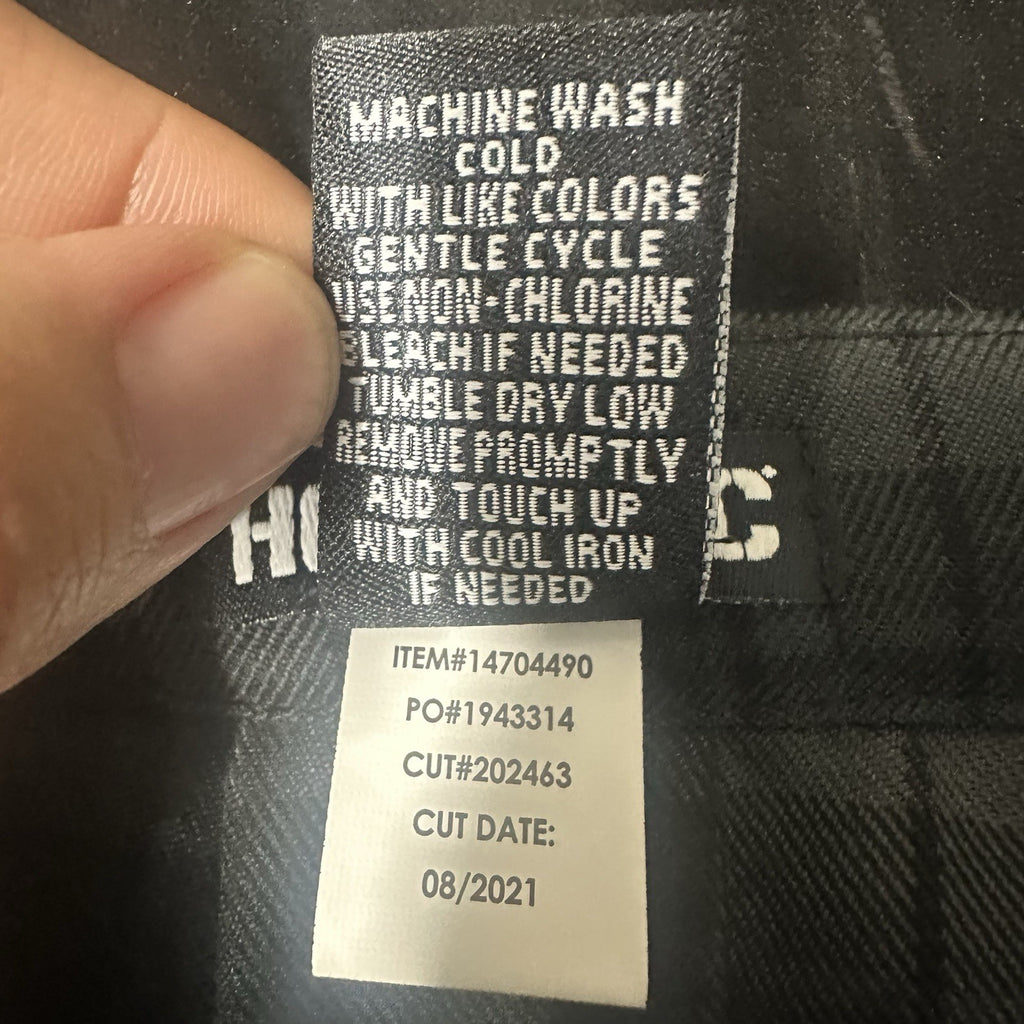 MACHINE WASH
COLD
WITH LIKE COLORS
GENTLE CYCLE
USE NON-CHLORINE
BLEACH IF NEEDED
TUMBLE DRY LOW
REMOVE PROMPTLY
AND TOUCH UP
WITH COOL IRON
IF NEEDED
ITEM#14704490
PO#1943314
CUT#202463
CUT DATE:
08/2021